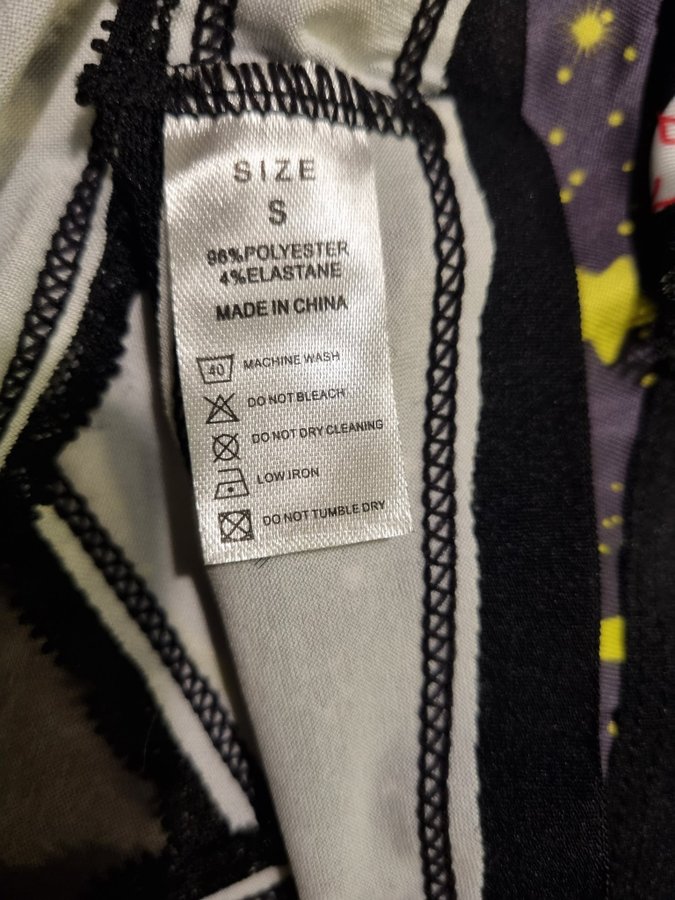 SIZE
S
96%POLYESTER
4%ELASTANE
MADE IN CHINA
40 MACHINE WASH
DO NOT BLEACH
DO NOT DRY CLEANING
LOW IRON
DO NOT TUMBLE DRY